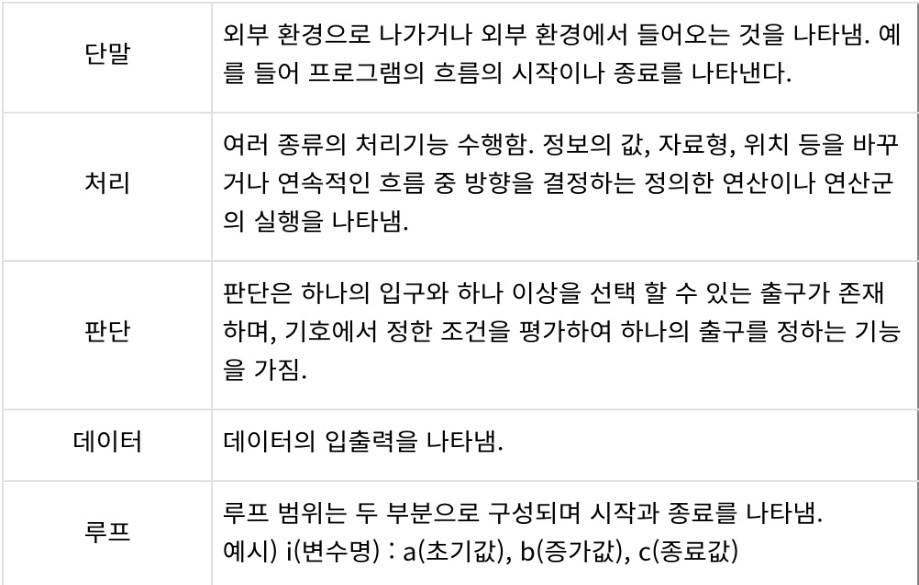 단말
외부 환경으로 나가거나 외부 환경에서 들어오는 것을 나타냄. 예
를 들어 프로그램의 흐름의 시작이나 종료를 나타낸다.
처리
여러 종류의 처리기능 수행함. 정보의 값, 자료형, 위치 등을 바꾸
거나 연속적인 흐름 중 방향을 결정하는 정의한 연산이나 연산군
의 실행을 나타냄.
판단
판단은 하나의 입구와 하나 이상을 선택 할 수 있는 출구가 존재
하며, 기호에서 정한 조건을 평가하여 하나의 출구를 정하는 기능
을 가짐.
데이터
데이터의 입출력을 나타냄.
루프
루프 범위는 두 부분으로 구성되며 시작과 종료를 나타냄.
예시) i(변수명) : a(초기값), b(증가값), c(종료값)